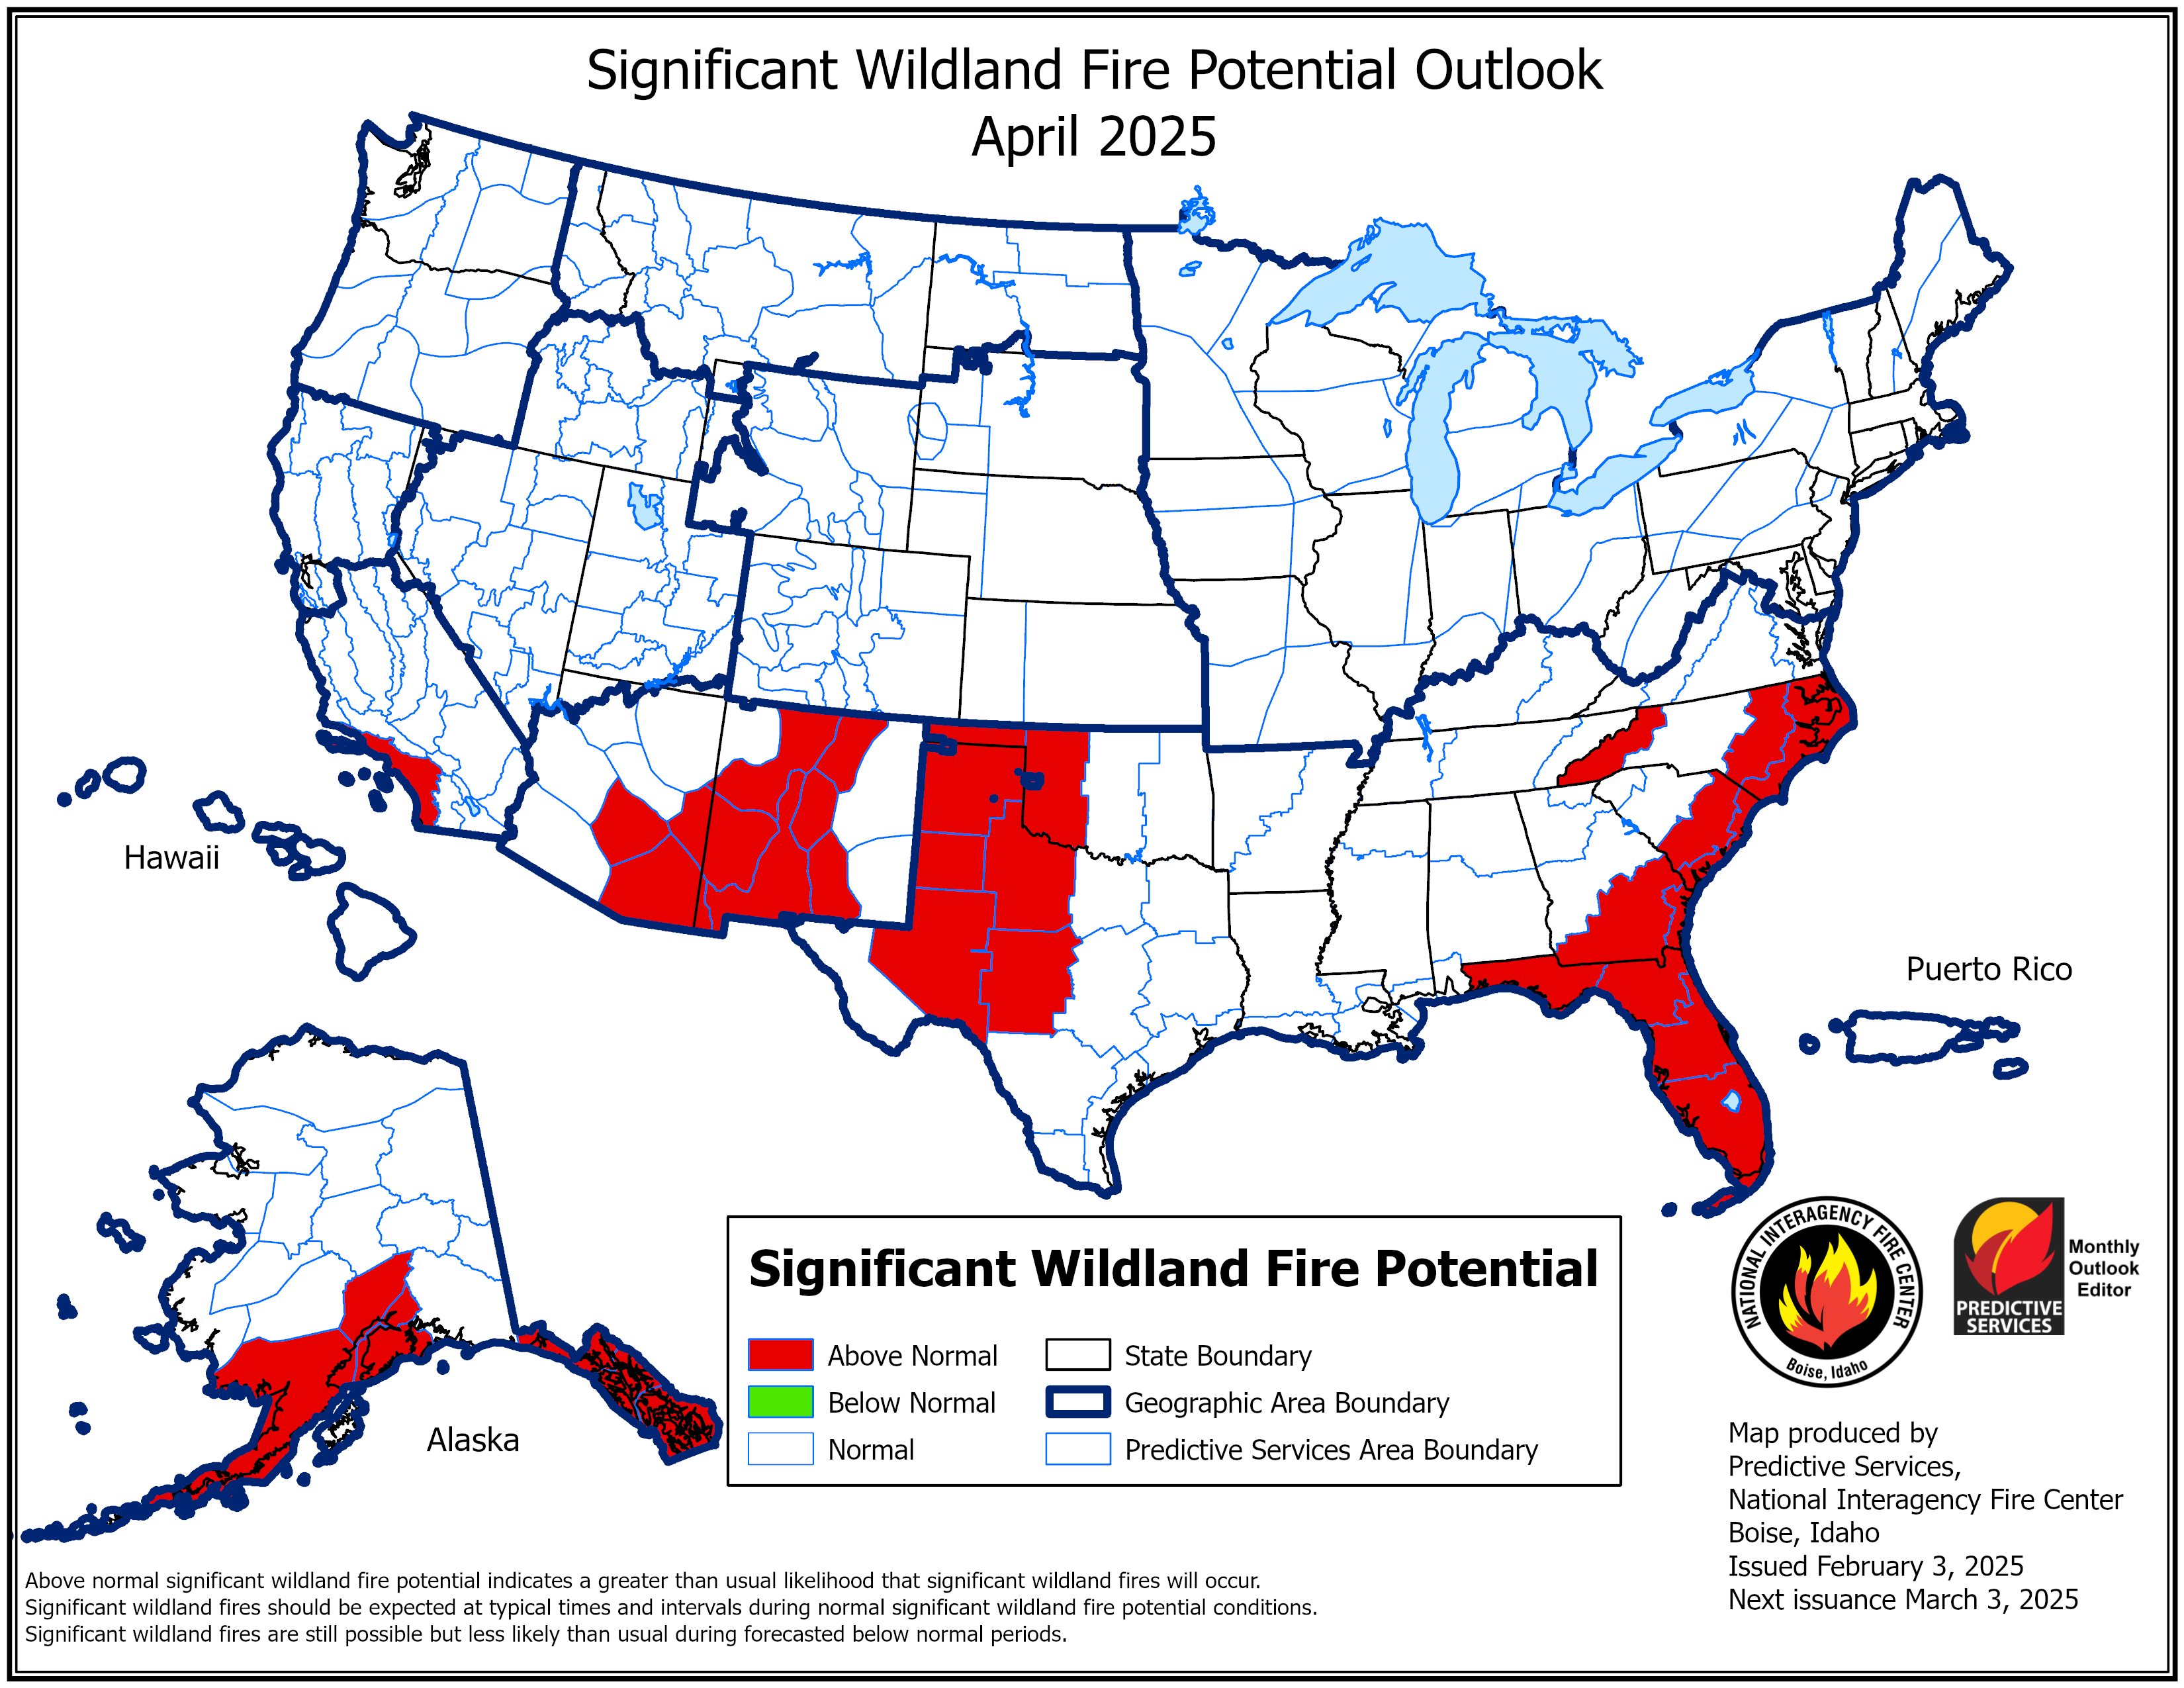 Significant Wildland Fire Potential Outlook
April 2025
Hawaii
Puerto Rico
Alaska
Significant Wildland Fire Potential
Above Normal
Below Normal
Normal
State Boundary
Geographic Area Boundary
Predictive Services Area Boundary
NATIONAL INTERAGENCY FIRE CENTER
Boise, Idaho
PREDICTIVE
SERVICES
Monthly
Outlook
Editor
Map produced by
Predictive Services,
National Interagency Fire Center
Boise, Idaho
Issued February 3, 2025
Next issuance March 3, 2025
Above normal significant wildland fire potential indicates a greater than usual likelihood that significant wildland fires will occur.
Significant wildland fires should be expected at typical times and intervals during normal significant wildland fire potential conditions.
Significant wildland fires are still possible but less likely than usual during forecasted below normal periods.